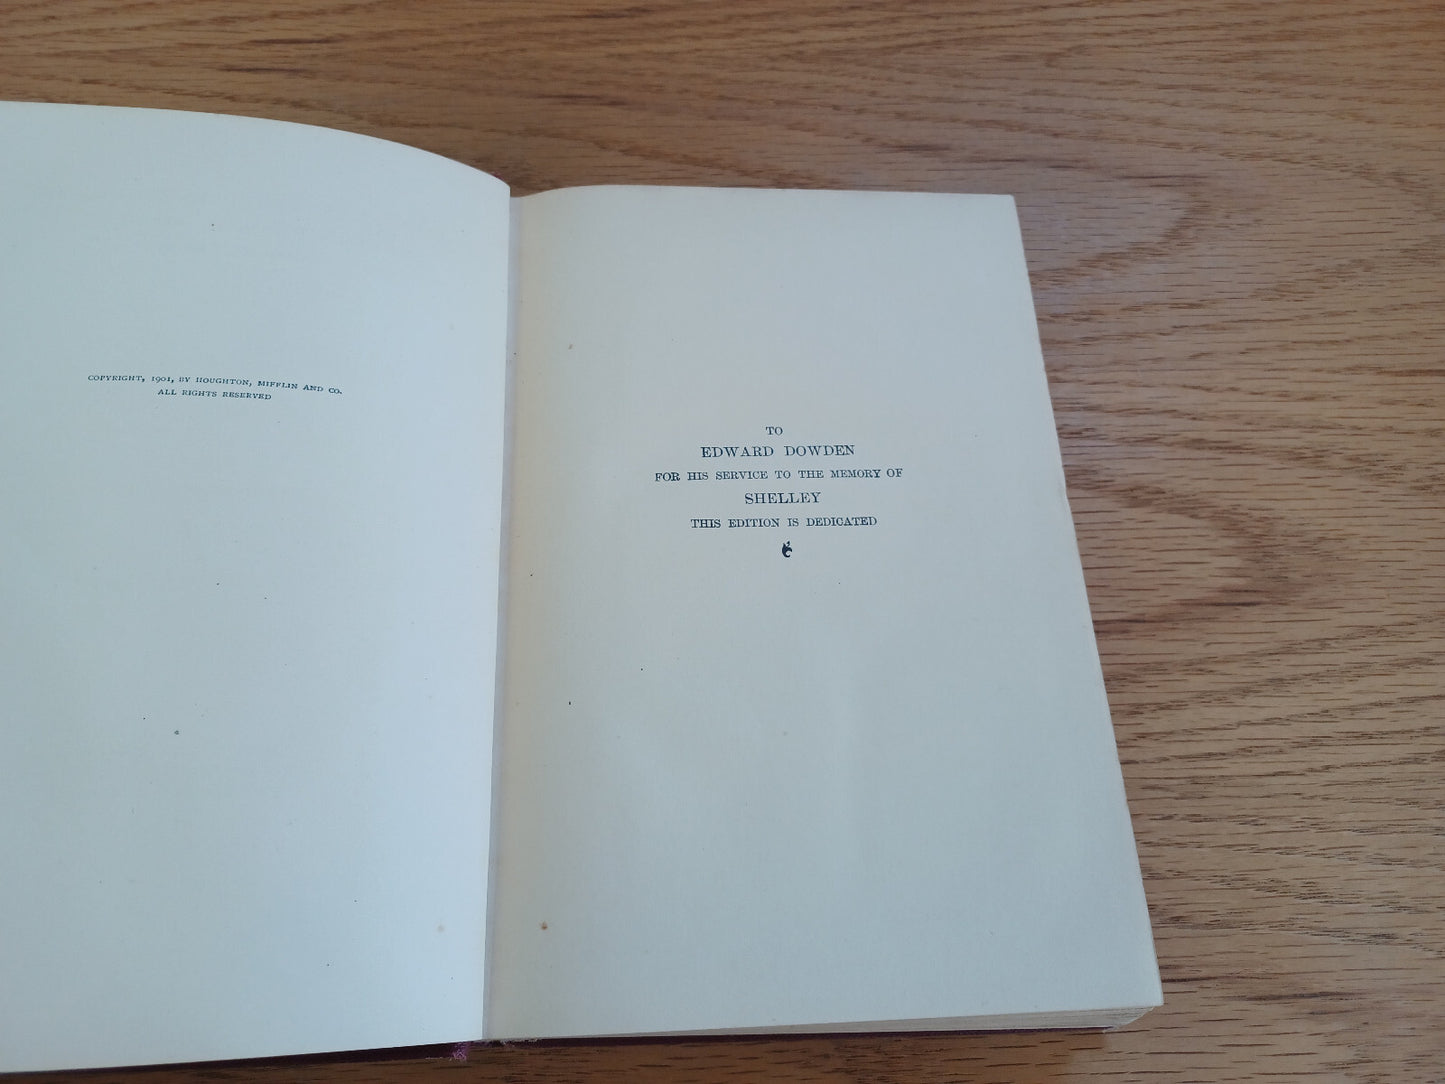 COPYRIGHT, 1901, BY HOUGHTON, MIFFLIN AND CO.
ALL RIGHTS RESERVED
TO
EDWARD DOWDEN
FOR HIS SERVICE TO THE MEMORY OF
SHELLEY
THIS EDITION IS DEDICATED